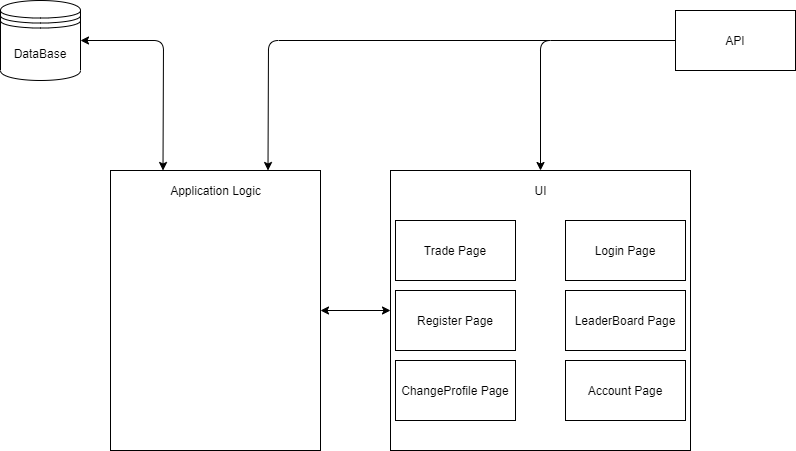 DataBase
API
Application Logic
UI
Trade Page
Login Page
Register Page
LeaderBoard Page
ChangeProfile Page
Account Page